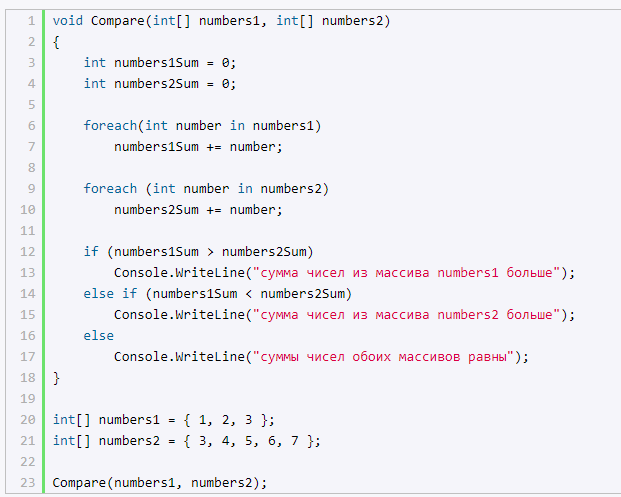 1 void Compare(int[] numbers1, int[] numbers2)
2 {
3     int numbers1Sum = 0;
4     int numbers2Sum = 0;
5
6     foreach(int number in numbers1)
7         numbers1Sum += number;
8
9     foreach (int number in numbers2)
10         numbers2Sum += number;
11
12     if (numbers1Sum > numbers2Sum)
13         Console.WriteLine("сумма чисел из массива numbers1 больше");
14     else if (numbers1Sum < numbers2Sum)
15         Console.WriteLine("сумма чисел из массива numbers2 больше");
16     else
17         Console.WriteLine("суммы чисел обоих массивов равны");
18 }
19
20 int[] numbers1 = { 1, 2, 3 };
21 int[] numbers2 = { 3, 4, 5, 6, 7 };
22
23 Compare(numbers1, numbers2);